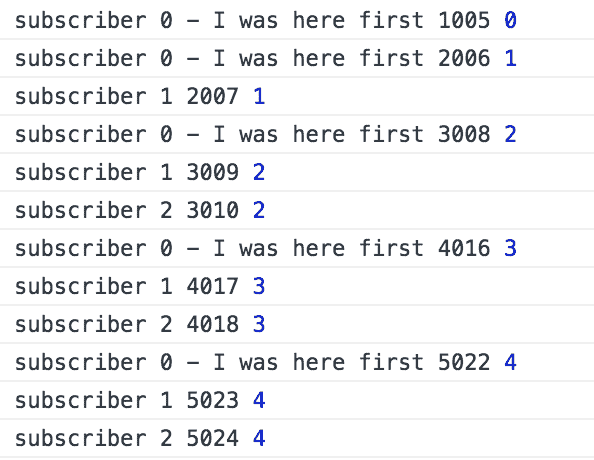 subscriber 0 – I was here first 1005 0
subscriber 0 – I was here first 2006 1
subscriber 1 2007 1
subscriber 0 – I was here first 3008 2
subscriber 1 3009 2
subscriber 2 3010 2
subscriber 0 – I was here first 4016 3
subscriber 1 4017 3
subscriber 2 4018 3
subscriber 0 – I was here first 5022 4
subscriber 1 5023 4
subscriber 2 5024 4